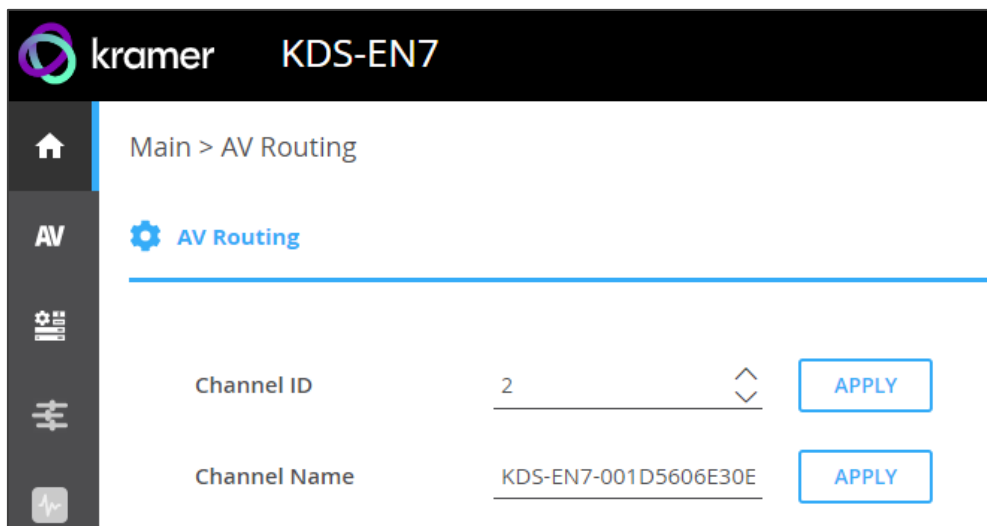 kramer KDS-EN7
Main > AV Routing
AV
AV Routing
Channel ID 2 APPLY
Channel Name KDS-EN7-001D5606E30E APPLY